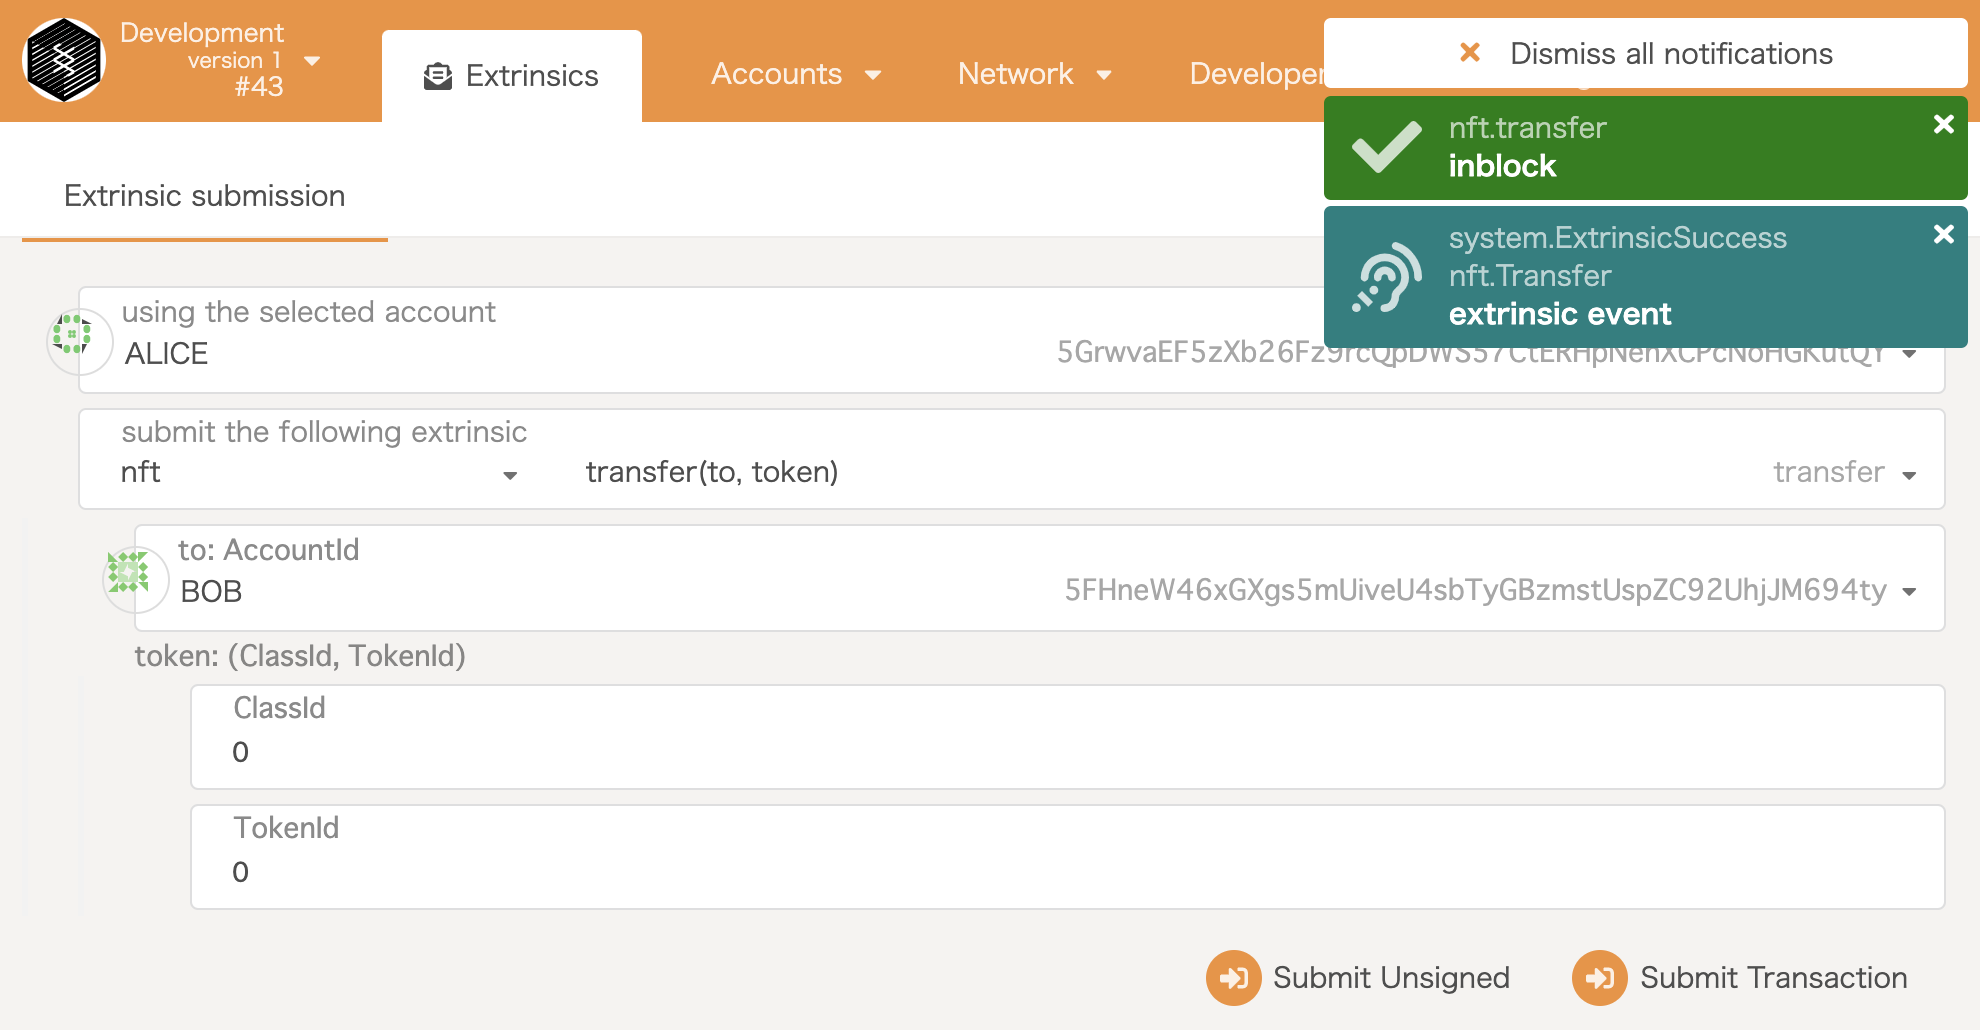 Development
version 1
#43
Extrinsics
Accounts
Network
Developer
Dismiss all notifications
nft.transfer
inblock
system.ExtrinsicSuccess
nft.Transfer
extrinsic event
Extrinsic submission
using the selected account
ALICE
5GrwvaEF5zXb26Fz9rcQpDWS57CtERHpNehXCPcNoHGKutQY
submit the following extrinsic
nft
transfer(to, token)
transfer
to: AccountId
BOB
5FHneW46xGXgs5mUiveU4sbTyGBzmstUspZC92UhjJM694ty
token: (ClassId, TokenId)
ClassId
0
TokenId
0
Submit Unsigned
Submit Transaction